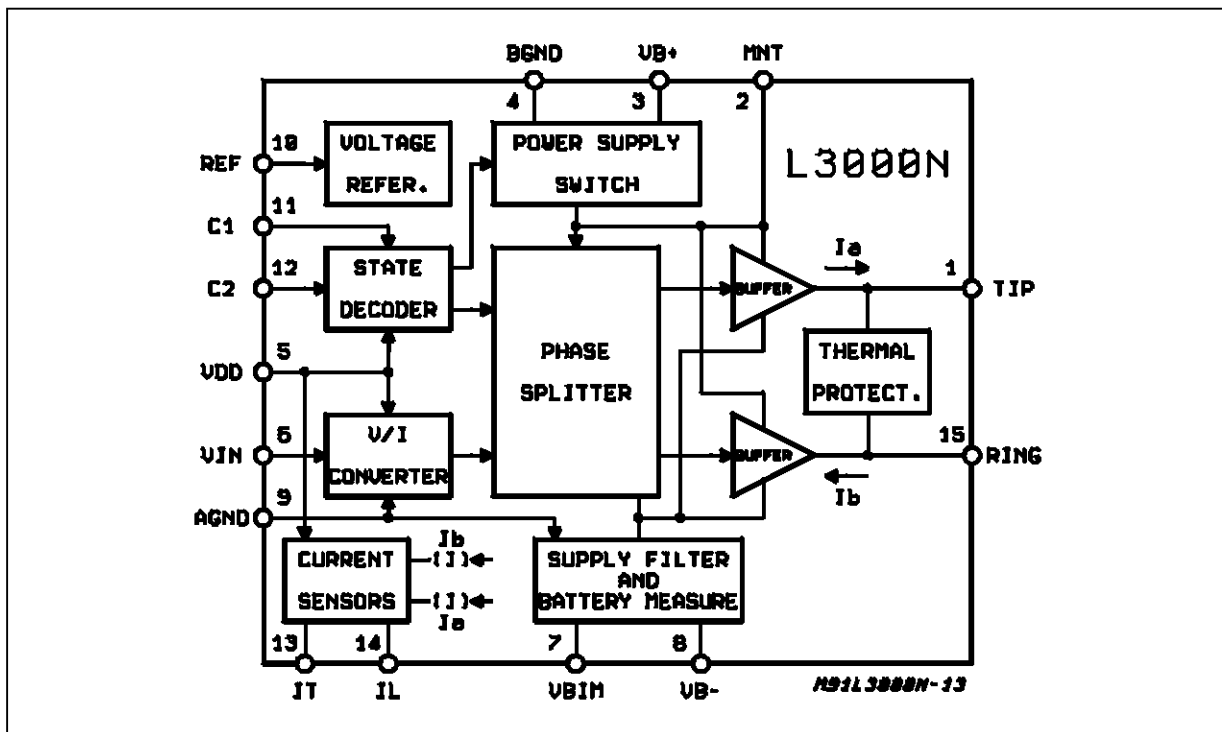 BGND VB+ MNT
4 3 2
10 VOLTAGE POWER SUPPLY
REF REFER. SWITCH L3000N
11
C1
12 STATE Ia 1
C2 DECODER BUFFER TIP
5 PHASE THERMAL
VDD SPLITTER PROTECT.
6 V/I 15
VIN CONVERTER BUFFER RING
9 Ib
AGND
CURRENT Ib SUPPLY FILTER
(I) AND
SENSORS (I) BATTERY MEASURE
Ia
13 14 7 8
IT IL VBIM VB- M91L3000N-13